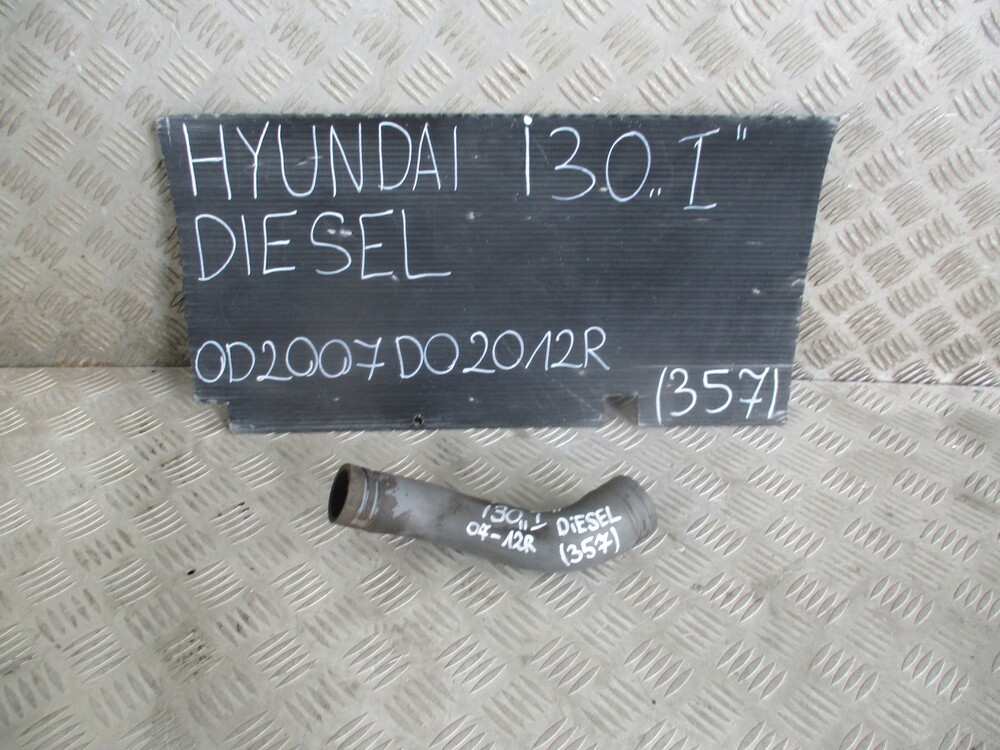 HYUNDAI i30 „I"
DIESEL
OD2007DO2012R
(357)
i30 „I" DiESEL
07-12R (357)